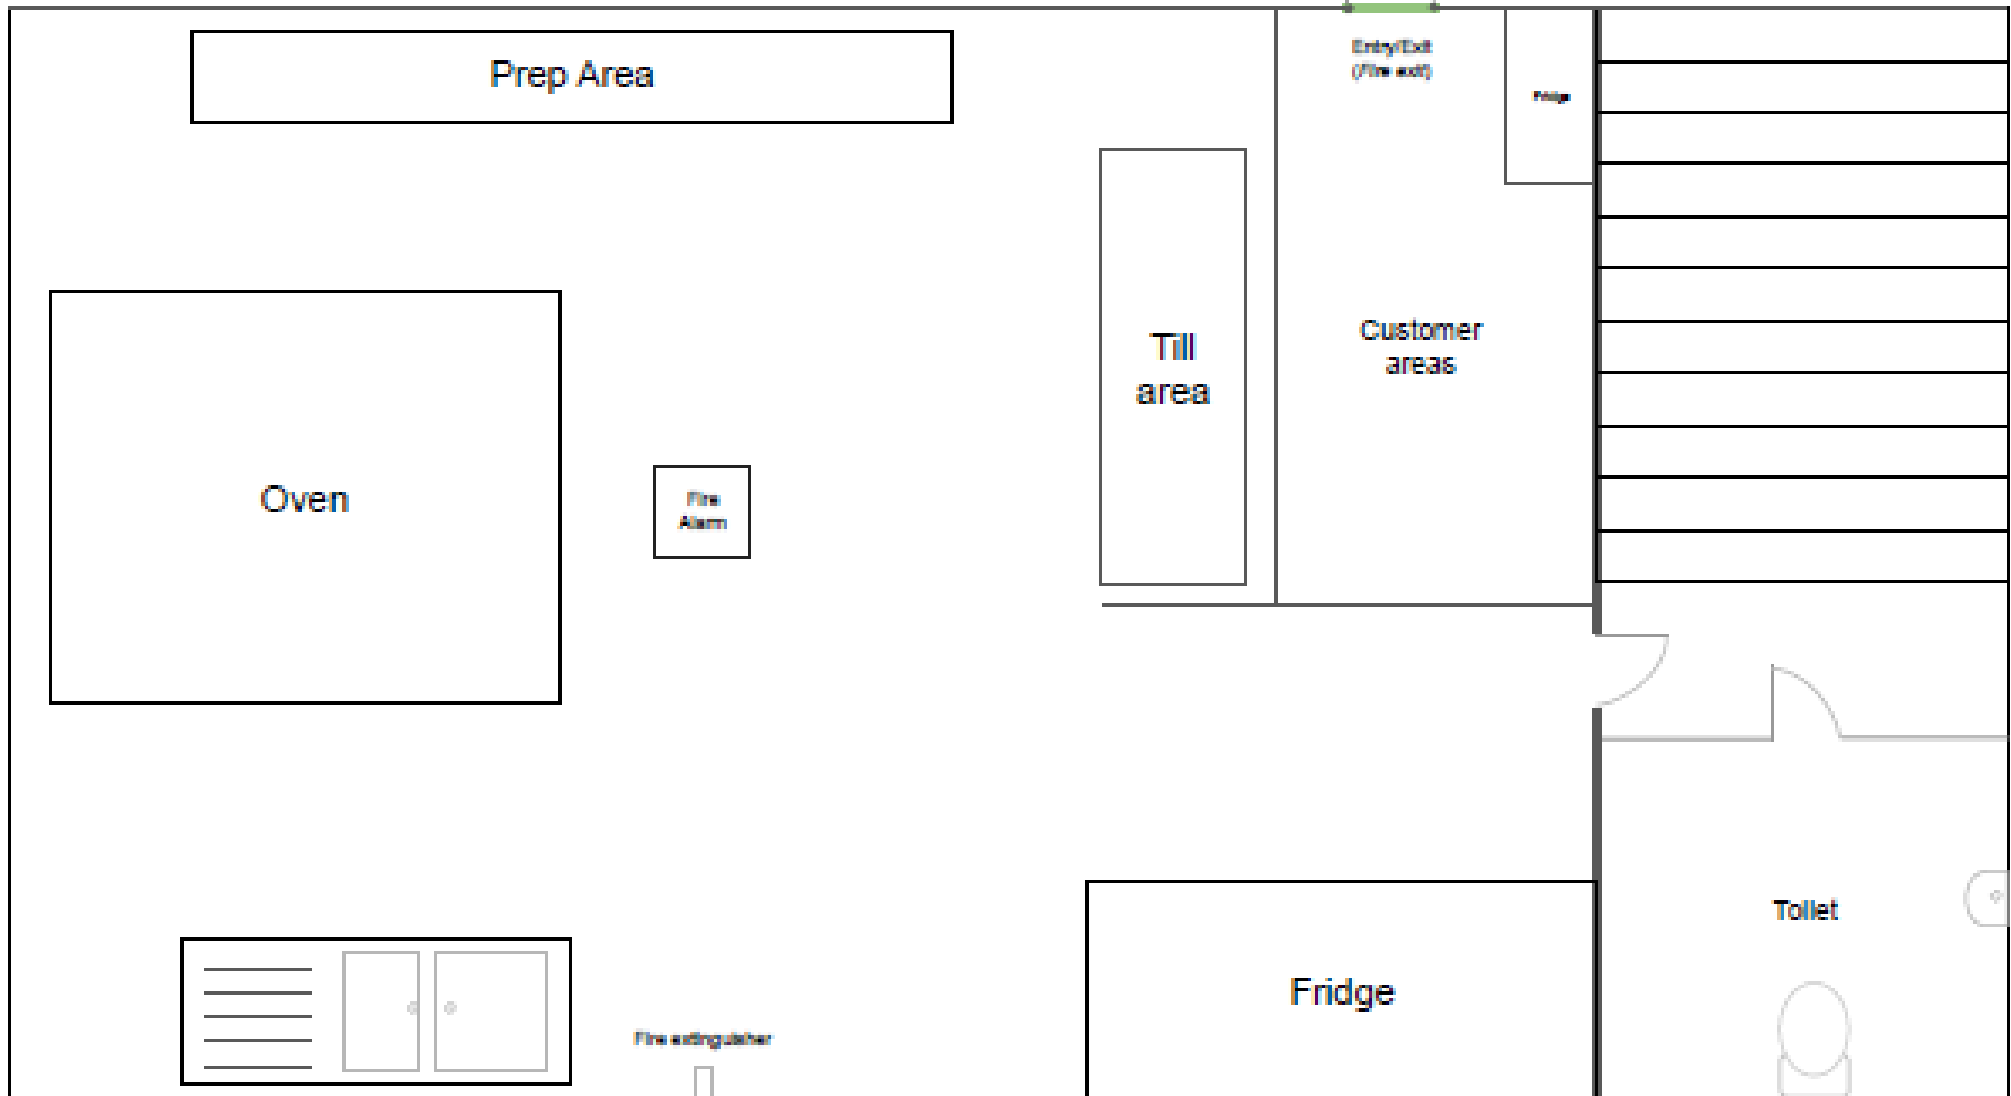 Prep Area
Entry/Exit
(Fire exit)
Fridge
Till
area
Customer
areas
Oven
Fire
Alarm
Toilet
Fridge
Fire extinguisher